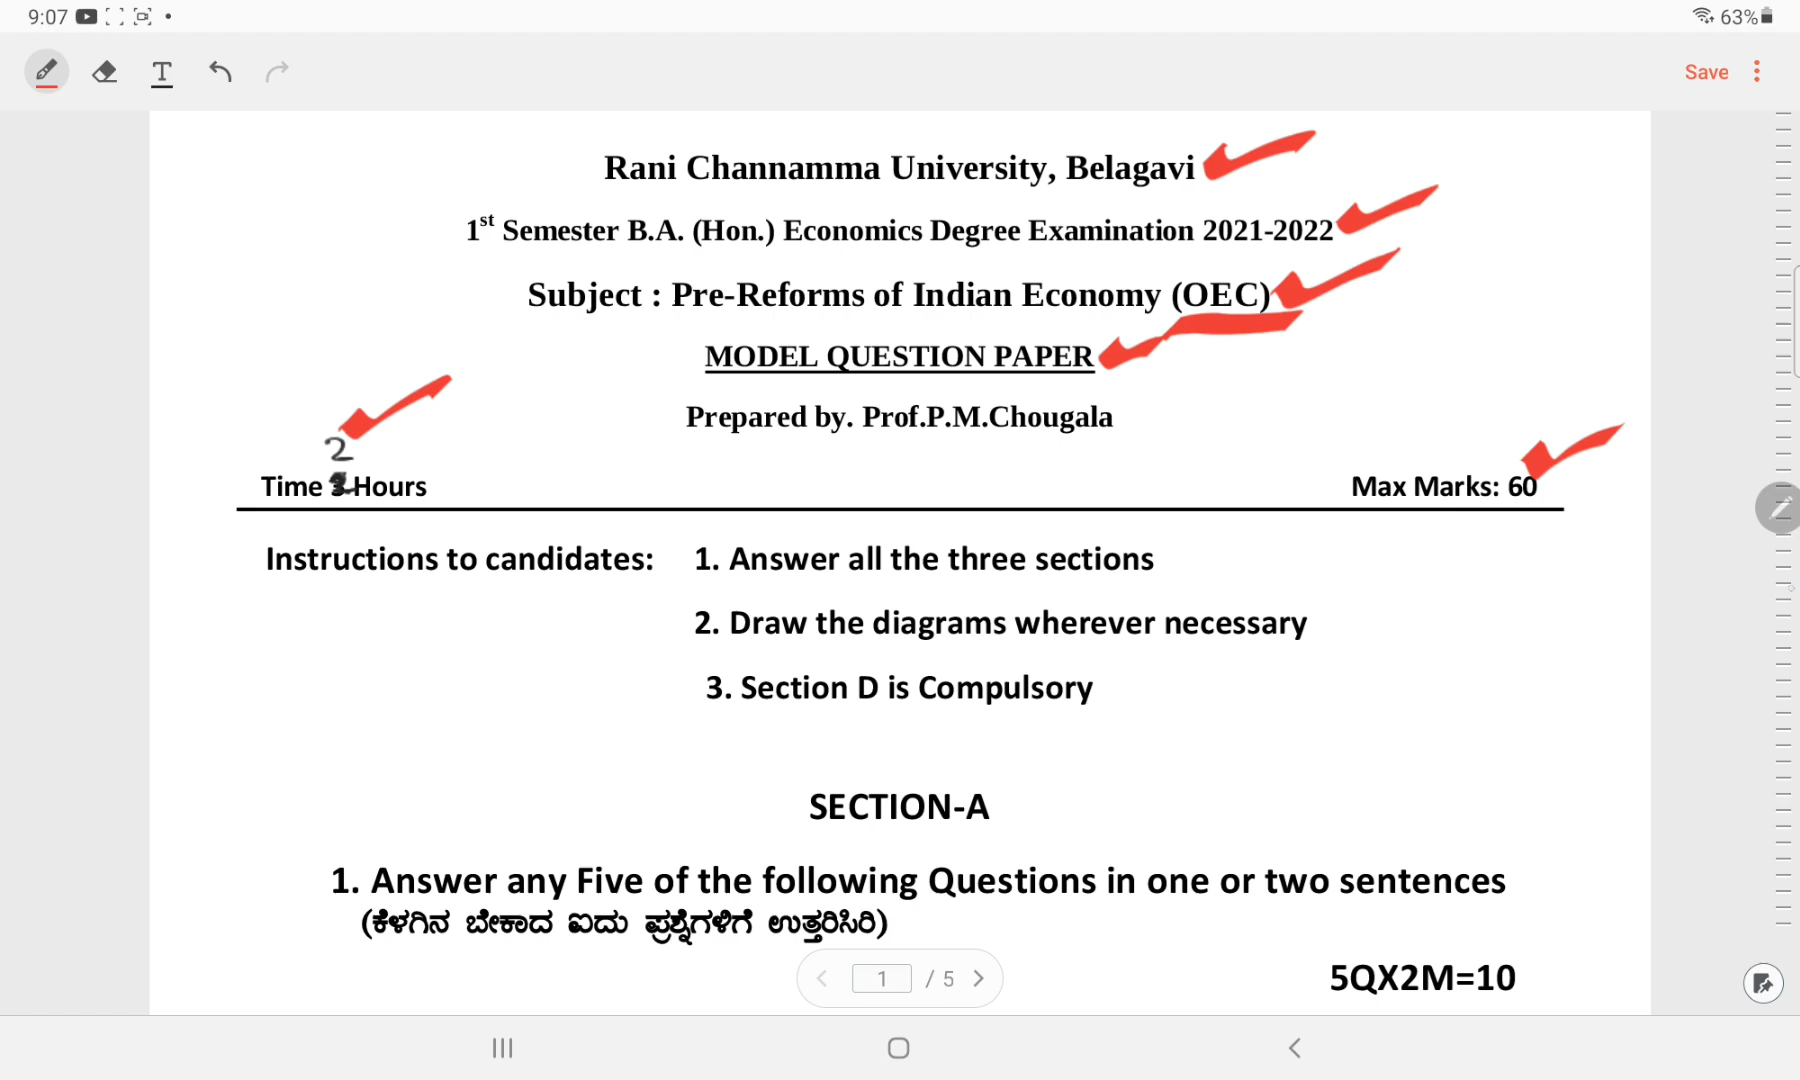 9:07 63%
T Save
Rani Channamma University, Belagavi
1st Semester B.A. (Hon.) Economics Degree Examination 2021-2022
Subject : Pre-Reforms of Indian Economy (OEC)
MODEL QUESTION PAPER
Prepared by. Prof.P.M.Chougala
2
Time Hours Max Marks: 60
Instructions to candidates: 1. Answer all the three sections
2. Draw the diagrams wherever necessary
3. Section D is Compulsory
SECTION-A
1. Answer any Five of the following Questions in one or two sentences
(ಕೆಳಗಿನ ಬೇಕಾದ ಐದು ಪ್ರಶ್ನೆಗಳಿಗೆ ಉತ್ತರಿಸಿರಿ)
5QX2M=10
1 / 5